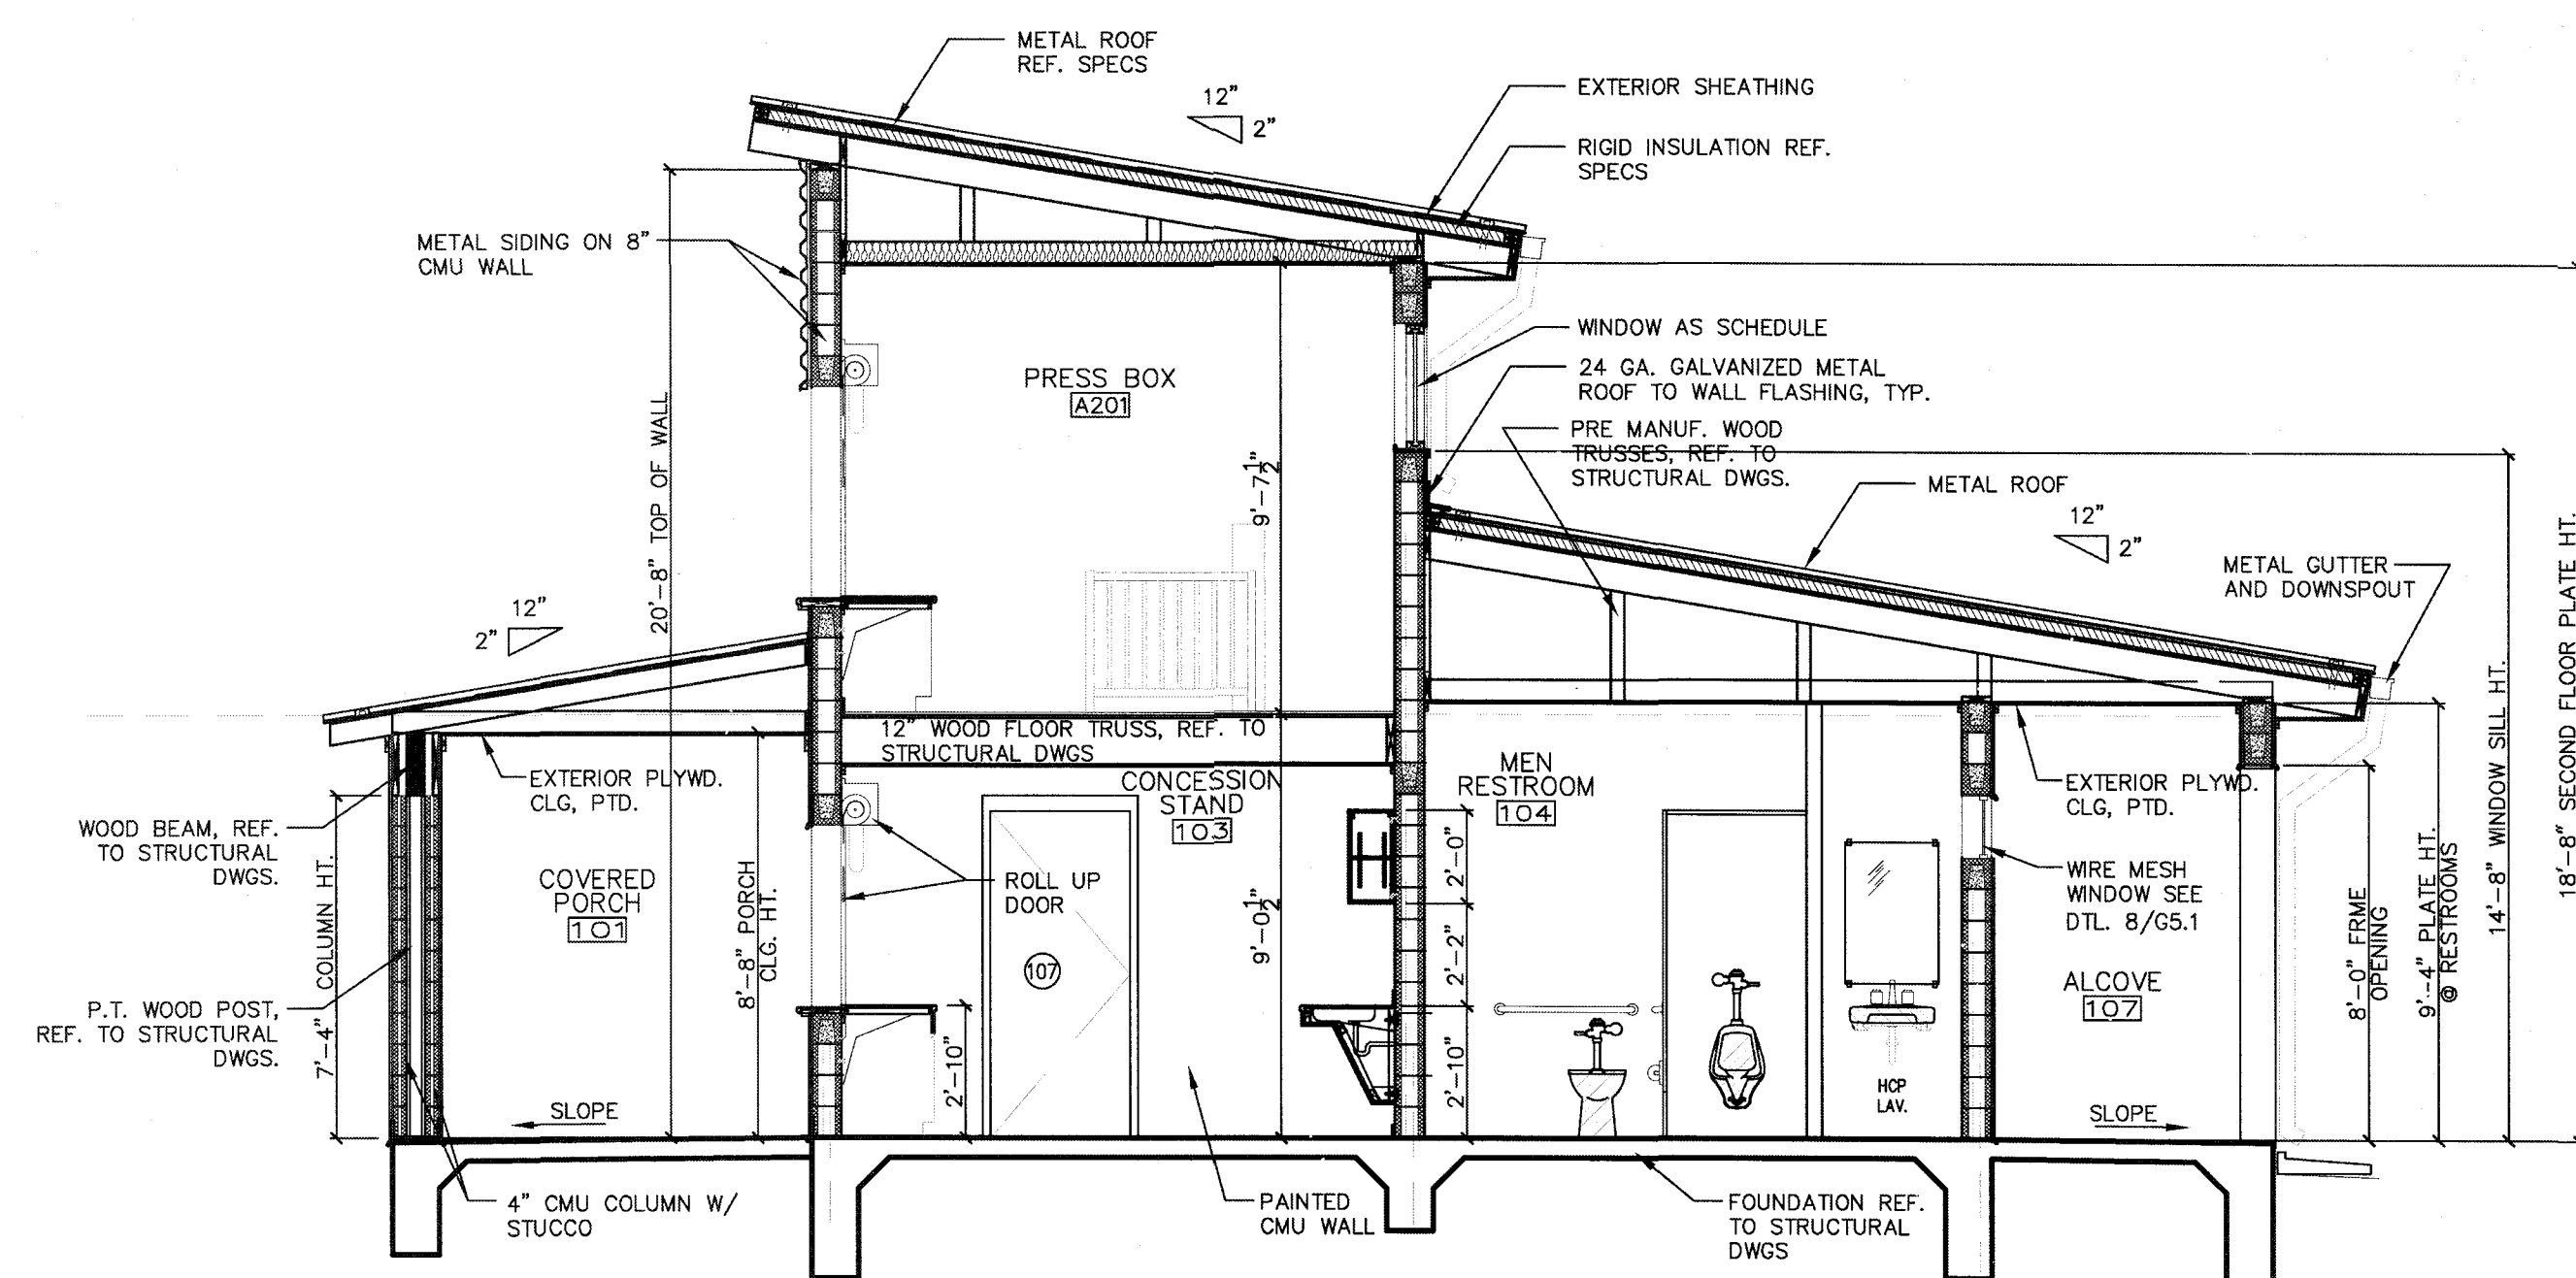 METAL ROOF
REF. SPECS
12"
2"
EXTERIOR SHEATHING
RIGID INSULATION REF.
SPECS
METAL SIDING ON 8"
CMU WALL
WINDOW AS SCHEDULE
24 GA. GALVANIZED METAL
ROOF TO WALL FLASHING, TYP.
PRE MANUF. WOOD
TRUSSES, REF. TO
STRUCTURAL DWGS.
METAL ROOF
12"
2"
METAL GUTTER
AND DOWNSPOUT
PRESS BOX
A201
20'-8" TOP OF WALL
9'-7 1/2"
12"
2"
12" WOOD FLOOR TRUSS, REF. TO
STRUCTURAL DWGS
EXTERIOR PLYWD.
CLG, PTD.
WOOD BEAM, REF.
TO STRUCTURAL
DWGS.
COVERED
PORCH
101
7'-4" COLUMN HT.
8'-8" PORCH
CLG. HT.
P.T. WOOD POST,
REF. TO STRUCTURAL
DWGS.
SLOPE
4" CMU COLUMN W/
STUCCO
CONCESSION
STAND
103
ROLL UP
DOOR
107
2'-10"
9'-0 1/2"
PAINTED
CMU WALL
MEN
RESTROOM
104
2'-0"
2'-2"
2'-10"
HCP
LAV.
EXTERIOR PLYWD.
CLG, PTD.
WIRE MESH
WINDOW SEE
DTL. 8/G5.1
ALCOVE
107
SLOPE
FOUNDATION REF.
TO STRUCTURAL
DWGS
8'-0" FRME
OPENING
9'-4" PLATE HT.
@ RESTROOMS
14'-8" WINDOW SILL HT.
18'-8" SECOND FLOOR PLATE HT.